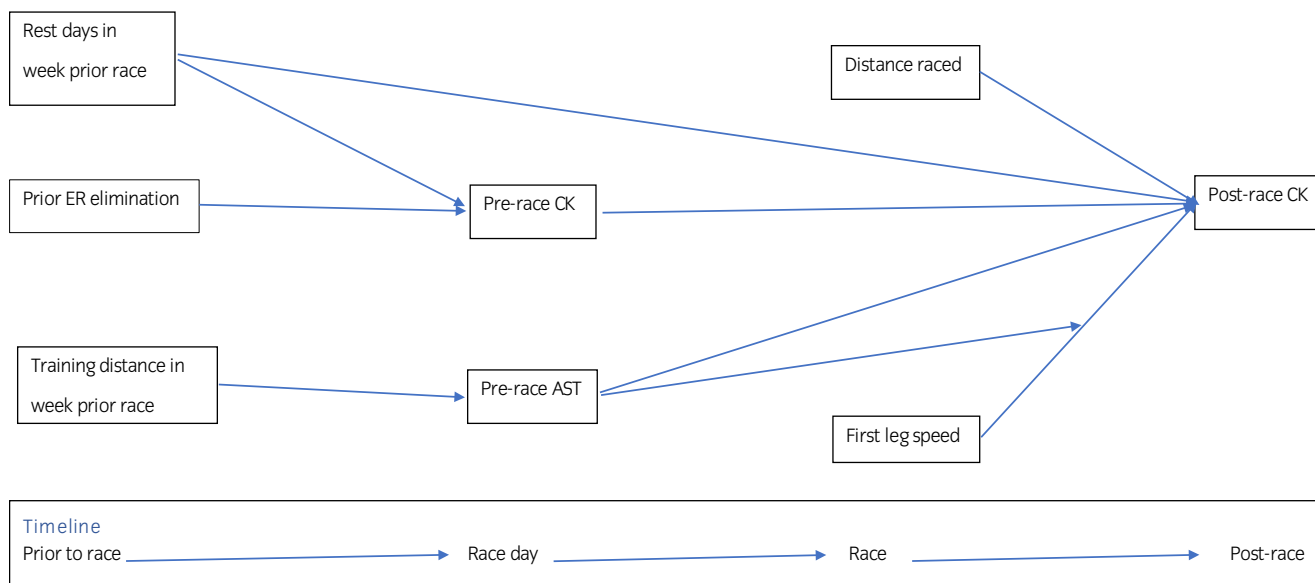 Rest days in
week prior race
Distance raced
Prior ER elimination
Pre-race CK
Post-race CK
Training distance in
week prior race
Pre-race AST
First leg speed
Timeline
Prior to race
Race day
Race
Post-race